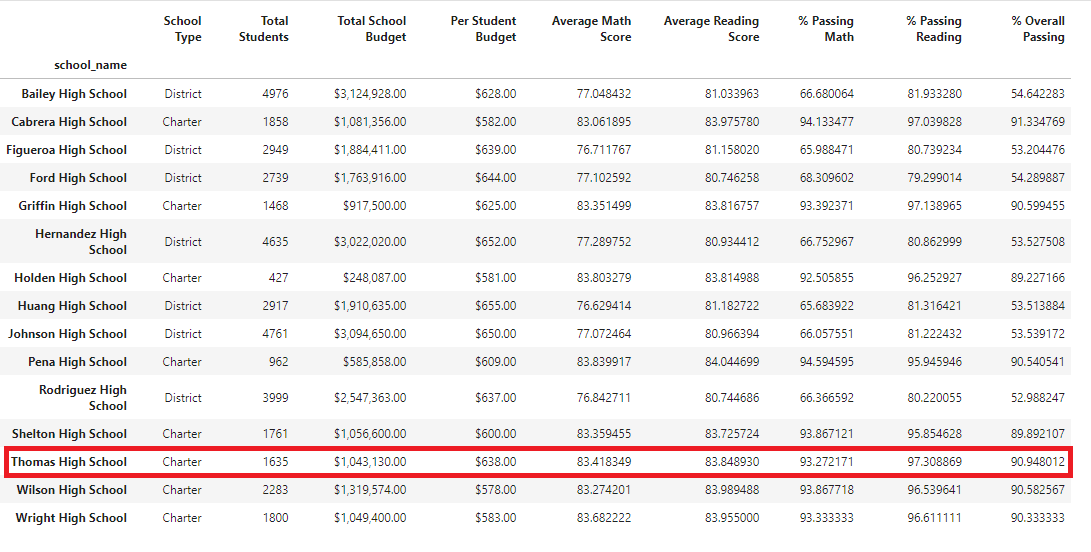 School Type Total Students Total School Budget Per Student Budget Average Math Score Average Reading Score % Passing Math % Passing Reading % Overall Passing
school_name
Bailey High School District 4976 $3,124,928.00 $628.00 77.048432 81.033963 66.680064 81.933280 54.642283
Cabrera High School Charter 1858 $1,081,356.00 $582.00 83.061895 83.975780 94.133477 97.039828 91.334769
Figueroa High School District 2949 $1,884,411.00 $639.00 76.711767 81.158020 65.988471 80.739234 53.204476
Ford High School District 2739 $1,763,916.00 $644.00 77.102592 80.746258 68.309602 79.299014 54.289887
Griffin High School Charter 1468 $917,500.00 $625.00 83.351499 83.816757 93.392371 97.138965 90.599455
Hernandez High School District 4635 $3,022,020.00 $652.00 77.289752 80.934412 66.752967 80.862999 53.527508
Holden High School Charter 427 $248,087.00 $581.00 83.803279 83.814988 92.505855 96.252927 89.227166
Huang High School District 2917 $1,910,635.00 $655.00 76.629414 81.182722 65.683922 81.316421 53.513884
Johnson High School District 4761 $3,094,650.00 $650.00 77.072464 80.966394 66.057551 81.222432 53.539172
Pena High School Charter 962 $585,858.00 $609.00 83.839917 84.044699 94.594595 95.945946 90.540541
Rodriguez High School District 3999 $2,547,363.00 $637.00 76.842711 80.744686 66.366592 80.220055 52.988247
Shelton High School Charter 1761 $1,056,600.00 $600.00 83.359455 83.725724 93.867121 95.854628 89.892107
Thomas High School Charter 1635 $1,043,130.00 $638.00 83.418349 83.848930 93.272171 97.308869 90.948012
Wilson High School Charter 2283 $1,319,574.00 $578.00 83.274201 83.989488 93.867718 96.539641 90.582567
Wright High School Charter 1800 $1,049,400.00 $583.00 83.682222 83.955000 93.333333 96.611111 90.333333